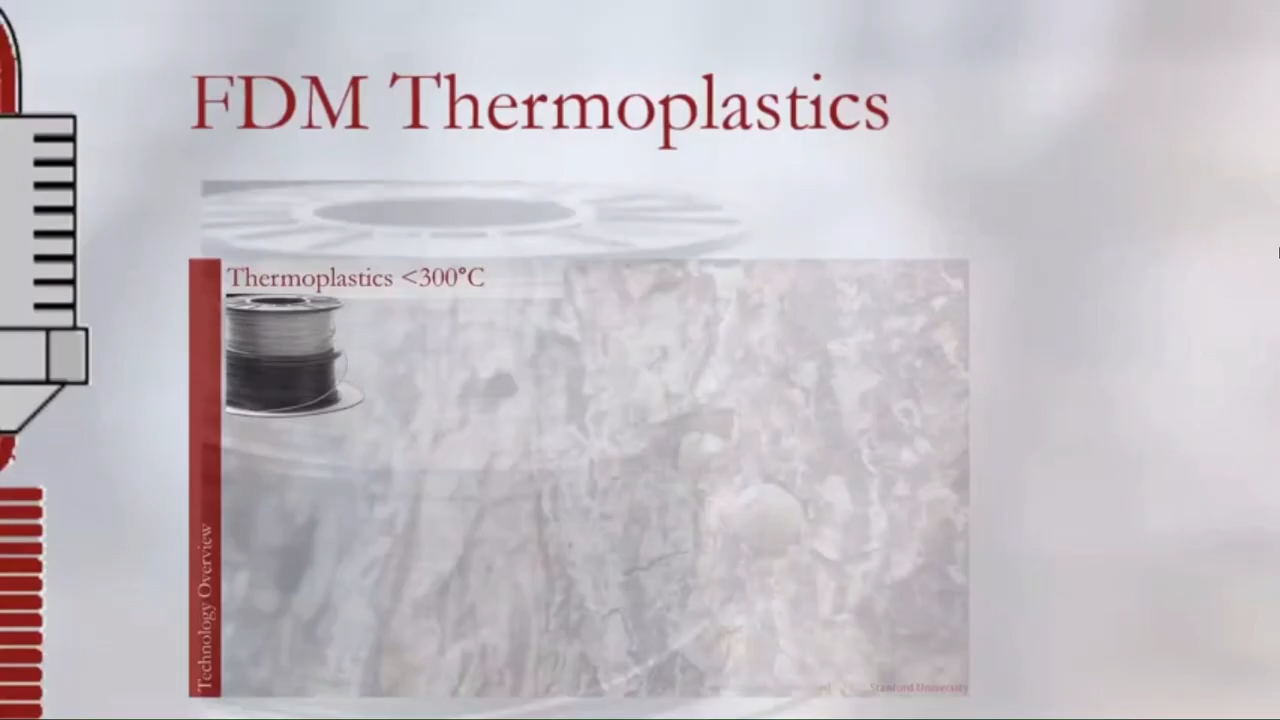 FDM Thermoplastics
Thermoplastics <300°C
Technology Overview
Stanford University